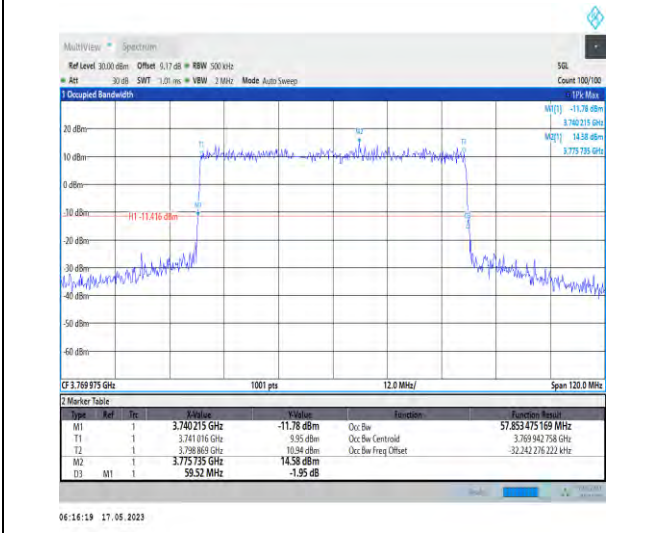 MultiView Spectrum
Ref Level 30.00 dBm Offset 9.17 dB RBW 500 kHz SGL
Att 30 dB SWT 1.01 ms VBW 2 MHz Mode Auto Sweep Count 100/100
1 Occupied Bandwidth 1Pk Max
M1[1] -11.78 dBm
3.740 215 GHz
20 dBm
M2[1] 14.58 dBm
3.775 735 GHz
M2
T1
10 dBm
0 dBm
M1
-10 dBm
H1 -11.416 dBm
-20 dBm
-30 dBm
-40 dBm
-50 dBm
-60 dBm
CF 3.769 975 GHz 1001 pts 12.0 MHz/ Span 120.0 MHz
2 Marker Table
Type Ref Trc X-Value Y-Value Function Function Result
M1 1 3.740 215 GHz -11.78 dBm Occ Bw 57.853 475 169 MHz
T1 1 3.741 016 GHz 9.95 dBm Occ Bw Centroid 3.769 942 758 GHz
T2 1 3.798 869 GHz 10.94 dBm Occ Bw Freq Offset -32.242 276 222 kHz
M2 1 3.775 735 GHz 14.58 dBm
D3 M1 1 59.52 MHz -1.95 dB
06:16:19 17.05.2023